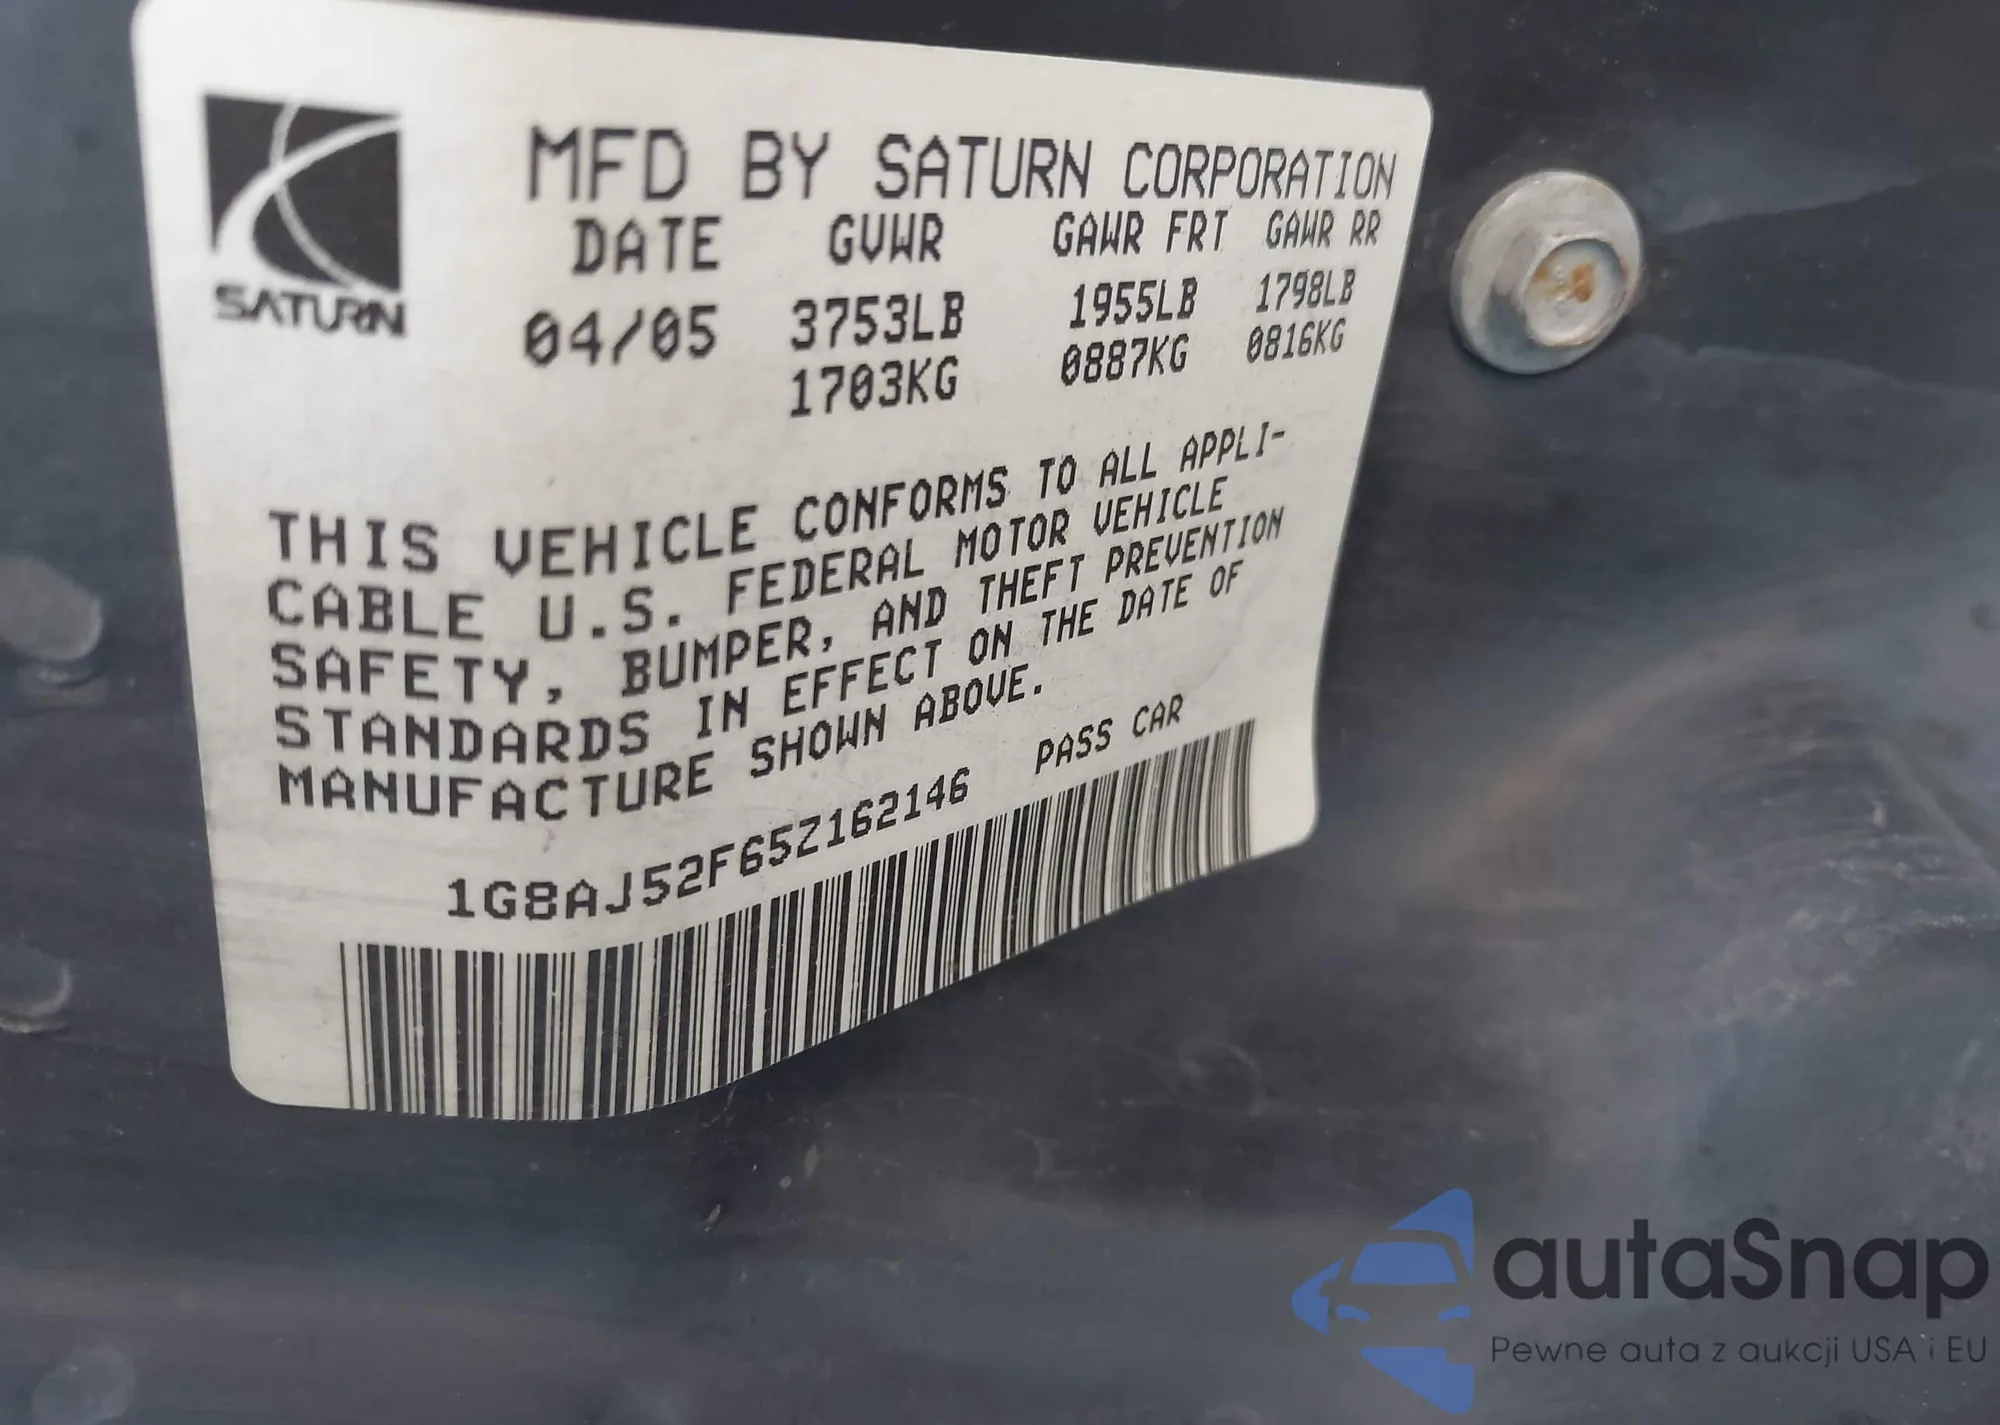 SATURN
MFD BY SATURN CORPORATION
DATE GVWR GAWR FRT GAWR RR
04/05 3753LB 1955LB 1798LB
1703KG 0887KG 0816KG
THIS VEHICLE CONFORMS TO ALL APPLI-
CABLE U.S. FEDERAL MOTOR VEHICLE
SAFETY, BUMPER, AND THEFT PREVENTION
STANDARDS IN EFFECT ON THE DATE OF
MANUFACTURE SHOWN ABOVE.
1G8AJ52F65Z162146 PASS CAR
autaSnap
Pewne auta z aukcji USA i EU